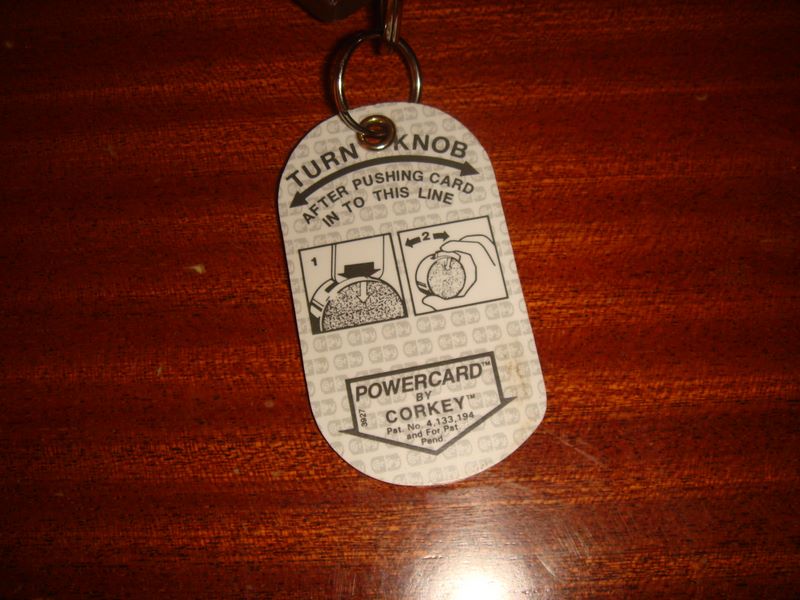 TURN KNOB
AFTER PUSHING CARD
IN TO THIS LINE
1
2
POWERCARD™
BY
CORKEY™
3927
Pat. No. 4,133,194
and For Pat.
Pend.